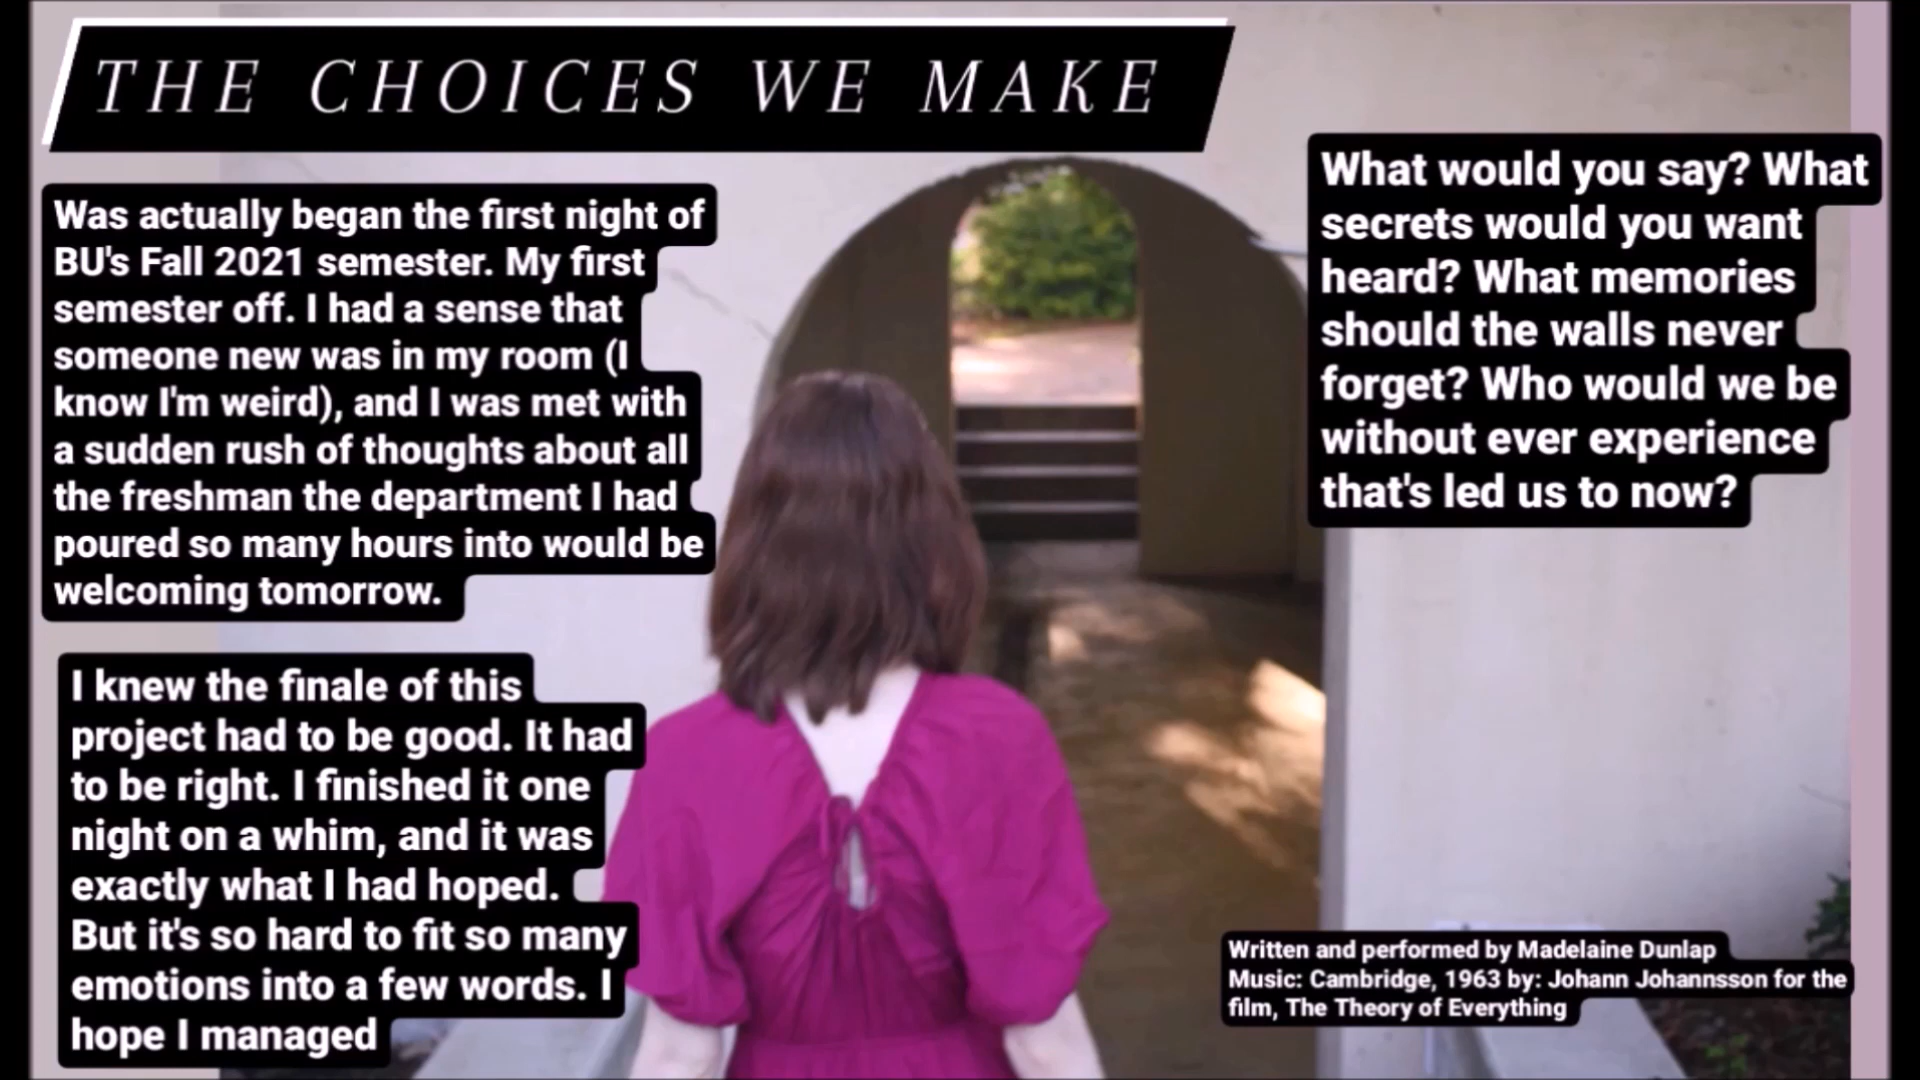 THE CHOICES WE MAKE
Was actually began the first night of
BU's Fall 2021 semester. My first
semester off. I had a sense that
someone new was in my room (I
know I'm weird), and I was met with
a sudden rush of thoughts about all
the freshman the department I had
poured so many hours into would be
welcoming tomorrow.
I knew the finale of this
project had to be good. It had
to be right. I finished it one
night on a whim, and it was
exactly what I had hoped.
But it's so hard to fit so many
emotions into a few words. I
hope I managed
What would you say? What
secrets would you want
heard? What memories
should the walls never
forget? Who would we be
without ever experience
that's led us to now?
Written and performed by Madelaine Dunlap
Music: Cambridge, 1963 by: Johann Johannsson for the
film, The Theory of Everything